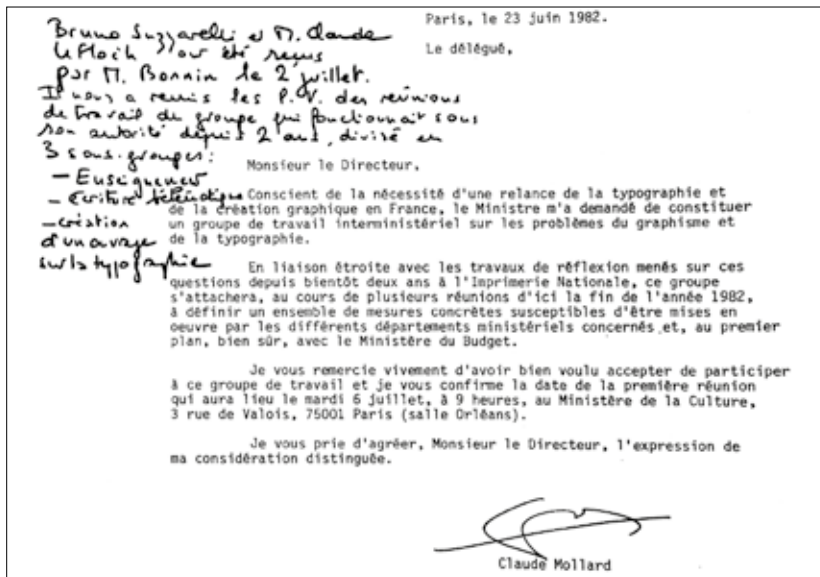 Paris, le 23 juin 1982.
Le délégué,
Bruno Suzzarelli et M. Claude
Le Floch ont été reçus
par M. Bonnin le 2 juillet.
Il nous a remis les P.V. des réunions
de travail du groupe qui fonctionnait sous
son autorité depuis 2 ans, divisé en
3 sous-groupes :
— Enseignement
— écriture télématique
— création
d'un ouvrage
sur la typographie
Monsieur le Directeur,
Conscient de la nécessité d'une relance de la typographie et
de la création graphique en France, le Ministre m'a demandé de constituer
un groupe de travail interministériel sur les problèmes du graphisme et
de la typographie.
En liaison étroite avec les travaux de réflexion menés sur ces
questions depuis bientôt deux ans à l'Imprimerie Nationale, ce groupe
s'attachera, au cours de plusieurs réunions d'ici la fin de l'année 1982,
à définir un ensemble de mesures concrètes susceptibles d'être mises en
oeuvre par les différents départements ministériels concernés et, au premier
plan, bien sûr, avec le Ministère du Budget.
Je vous remercie vivement d'avoir bien voulu accepter de participer
à ce groupe de travail et je vous confirme la date de la première réunion
qui aura lieu le mardi 6 juillet, à 9 heures, au Ministère de la Culture,
3 rue de Valois, 75001 Paris (salle Orléans).
Je vous prie d'agréer, Monsieur le Directeur, l'expression de
ma considération distinguée.
Claude Mollard